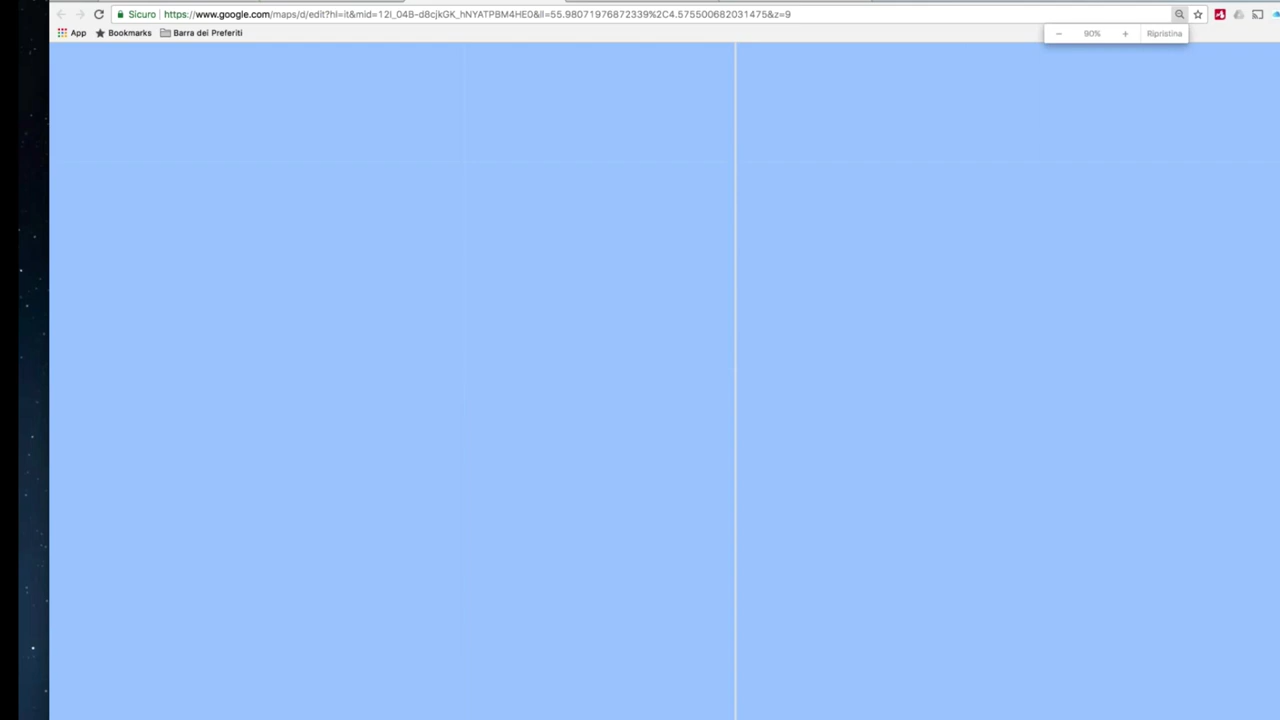 Sicuro https://www.google.com/maps/d/edit?hl=it&mid=12I_04B-d8cjkGK_hNYATPBM4HE0&ll=55.98071976872339%2C4.575500682031475&z=9
App Bookmarks Barra dei Preferiti
− 90% + Ripristina